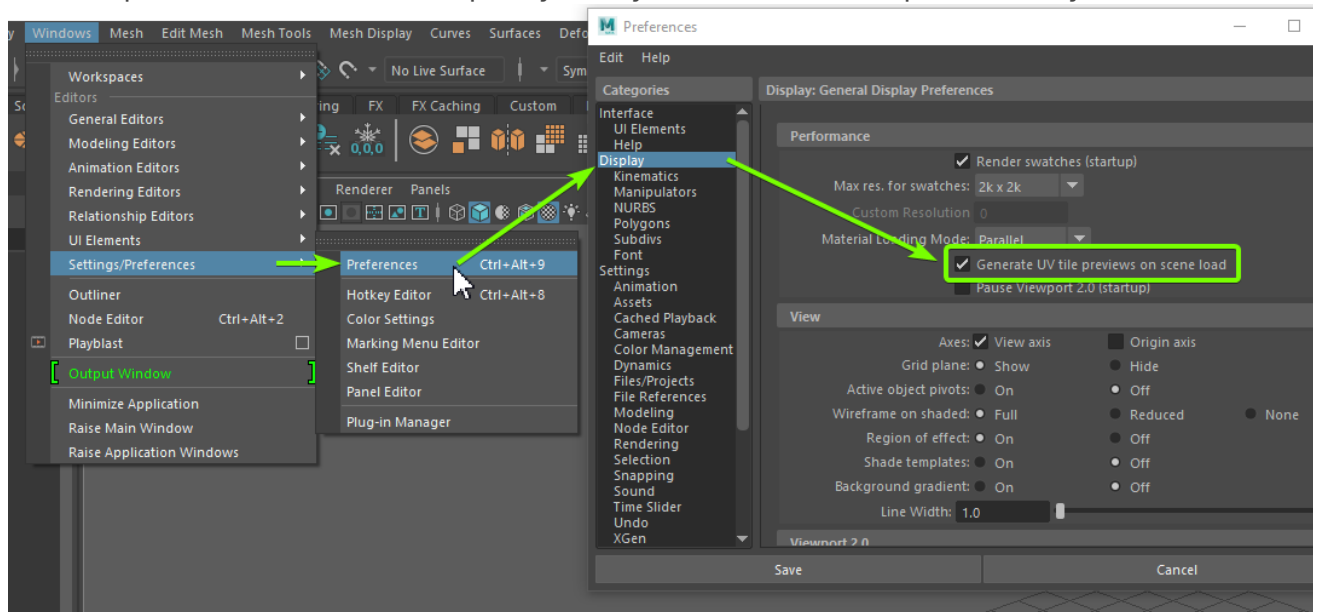 Windows Mesh Edit Mesh Mesh Tools Mesh Display Curves Surfaces Defo
No Live Surface Sym
ing FX FX Caching Custom
0,0,0
Renderer Panels
Workspaces
Editors
General Editors
Modeling Editors
Animation Editors
Rendering Editors
Relationship Editors
UI Elements
Settings/Preferences
Outliner
Node Editor Ctrl+Alt+2
Playblast
Output Window
Minimize Application
Raise Main Window
Raise Application Windows
Preferences Ctrl+Alt+9
Hotkey Editor Ctrl+Alt+8
Color Settings
Marking Menu Editor
Shelf Editor
Panel Editor
Plug-in Manager
Preferences
Edit Help
Categories
Interface
UI Elements
Help
Display
Kinematics
Manipulators
NURBS
Polygons
Subdivs
Font
Settings
Animation
Assets
Cached Playback
Cameras
Color Management
Dynamics
Files/Projects
File References
Modeling
Node Editor
Rendering
Selection
Snapping
Sound
Time Slider
Undo
XGen
Display: General Display Preferences
Performance
Render swatches (startup)
Max res. for swatches: 2k x 2k
Custom Resolution 0
Material Loading Mode: Parallel
Generate UV tile previews on scene load
Pause Viewport 2.0 (startup)
View
Axes: View axis Origin axis
Grid plane: Show Hide
Active object pivots: On Off
Wireframe on shaded: Full Reduced None
Region of effect: On Off
Shade templates: On Off
Background gradient: On Off
Line Width: 1.0
Viewport 2.0
Save Cancel